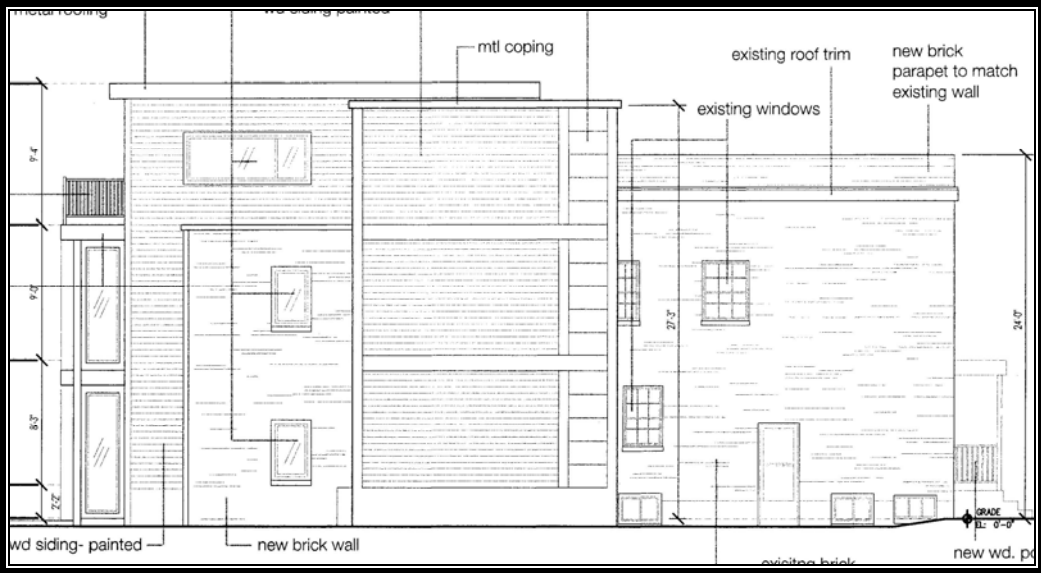 metal roofing
wd siding painted
mtl coping
existing roof trim
new brick
parapet to match
existing wall
existing windows
9'-4"
9'-0"
27'-3"
24'-0"
8'-3"
2'-2"
GRADE
EL: 0'-0"
wd siding- painted
new brick wall
exisitng brick
new wd. po